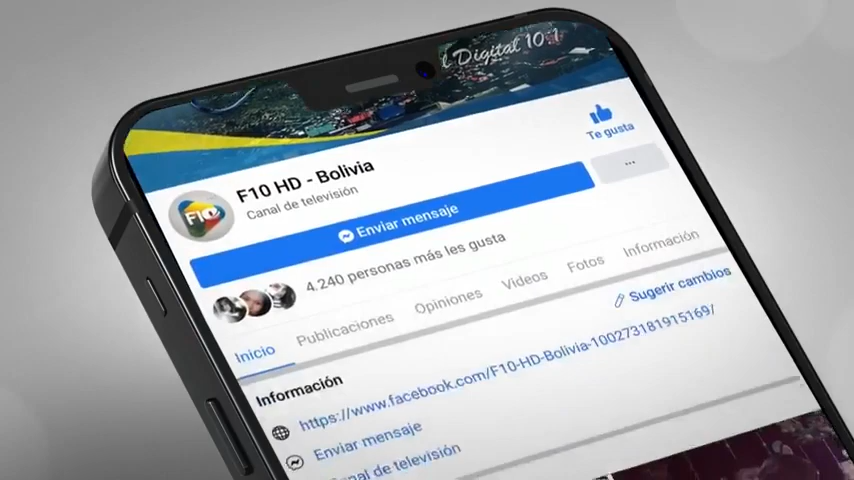 l Digital 10.1
Te gusta
F10
F10 HD - Bolivia
Canal de televisión
Enviar mensaje
...
4.240 personas más les gusta
Inicio
Publicaciones
Opiniones
Videos
Fotos
Información
Sugerir cambios
Información
https://www.facebook.com/F10-HD-Bolivia-100273181915169/
Enviar mensaje
anal de televisión